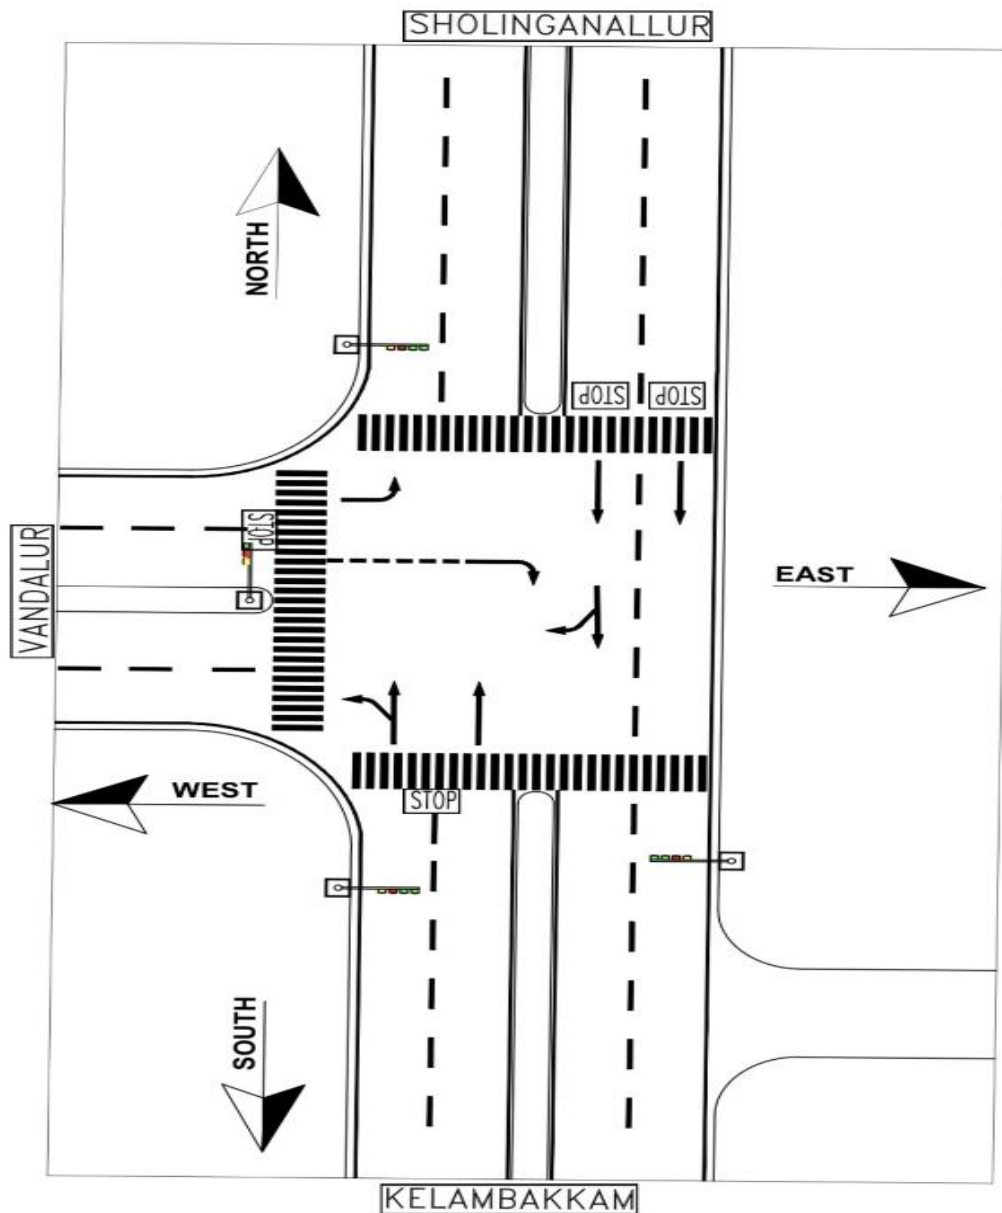 SHOLINGANALLUR
NORTH
STOP
STOP
STOP
VANDALUR
EAST
WEST
STOP
SOUTH
KELAMBAKKAM